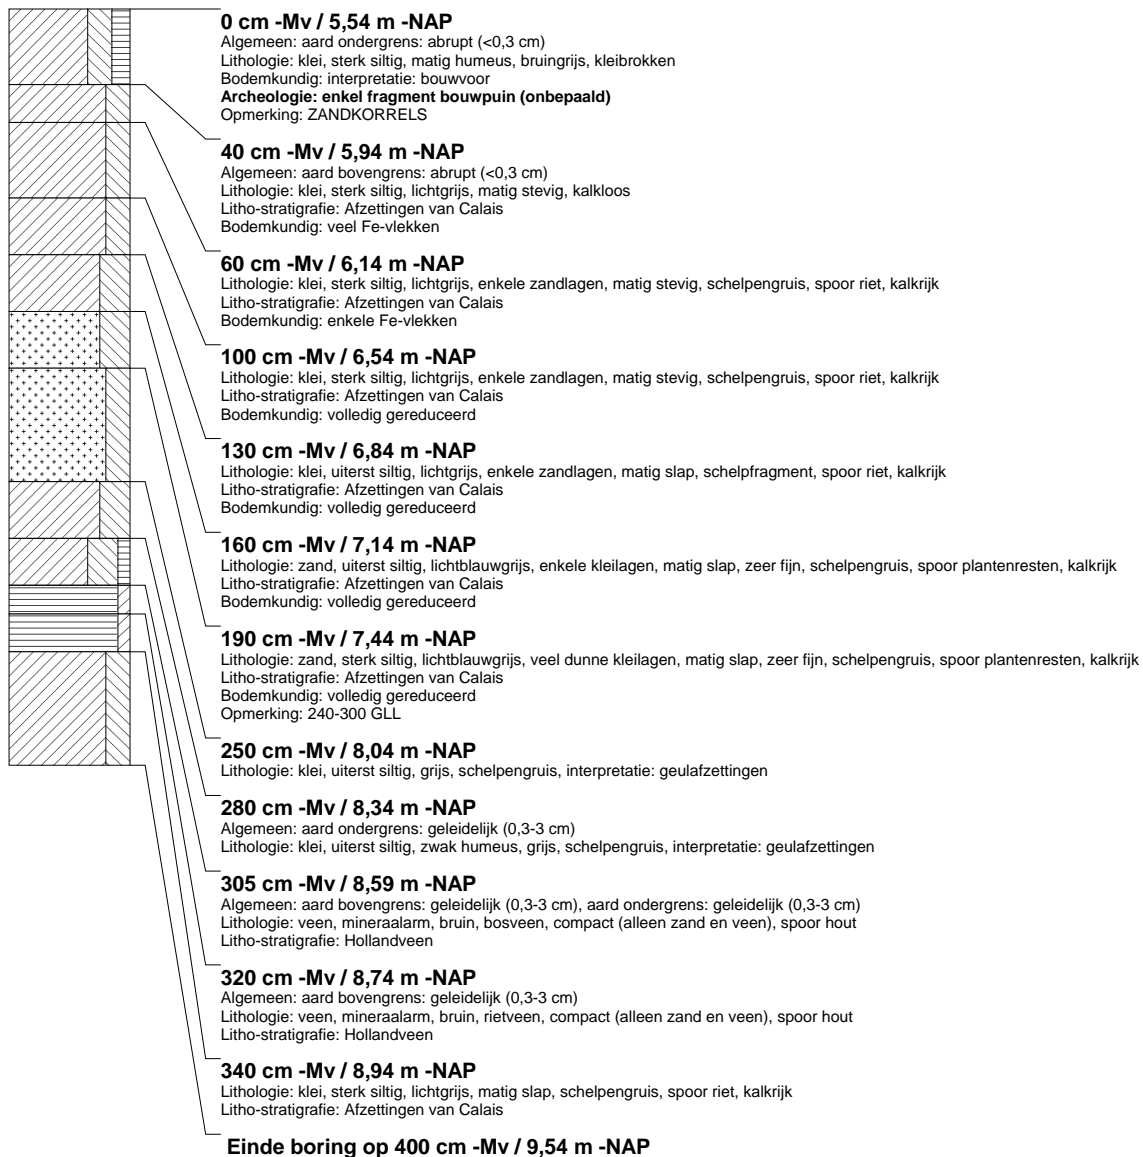 0 cm -Mv / 5,54 m -NAP
Algemeen: aard ondergrens: abrupt (<0,3 cm)
Lithologie: klei, sterk siltig, matig humeus, bruingrijs, kleibrokken
Bodemkundig: interpretatie: bouwvoor
Archeologie: enkel fragment bouwpuin (onbepaald)
Opmerking: ZANDKORRELS
40 cm -Mv / 5,94 m -NAP
Algemeen: aard bovengrens: abrupt (<0,3 cm)
Lithologie: klei, sterk siltig, lichtgrijs, matig stevig, kalkloos
Litho-stratigrafie: Afzettingen van Calais
Bodemkundig: veel Fe-vlekken
60 cm -Mv / 6,14 m -NAP
Lithologie: klei, sterk siltig, lichtgrijs, enkele zandlagen, matig stevig, schelpengruis, spoor riet, kalkrijk
Litho-stratigrafie: Afzettingen van Calais
Bodemkundig: enkele Fe-vlekken
100 cm -Mv / 6,54 m -NAP
Lithologie: klei, sterk siltig, lichtgrijs, enkele zandlagen, matig stevig, schelpengruis, spoor riet, kalkrijk
Litho-stratigrafie: Afzettingen van Calais
Bodemkundig: volledig gereduceerd
130 cm -Mv / 6,84 m -NAP
Lithologie: klei, uiterst siltig, lichtgrijs, enkele zandlagen, matig slap, schelpfragment, spoor riet, kalkrijk
Litho-stratigrafie: Afzettingen van Calais
Bodemkundig: volledig gereduceerd
160 cm -Mv / 7,14 m -NAP
Lithologie: zand, uiterst siltig, lichtblauwgrijs, enkele kleilagen, matig slap, zeer fijn, schelpengruis, spoor plantenresten, kalkrijk
Litho-stratigrafie: Afzettingen van Calais
Bodemkundig: volledig gereduceerd
190 cm -Mv / 7,44 m -NAP
Lithologie: zand, sterk siltig, lichtblauwgrijs, veel dunne kleilagen, matig slap, zeer fijn, schelpengruis, spoor plantenresten, kalkrijk
Litho-stratigrafie: Afzettingen van Calais
Bodemkundig: volledig gereduceerd
Opmerking: 240-300 GLL
250 cm -Mv / 8,04 m -NAP
Lithologie: klei, uiterst siltig, grijs, schelpengruis, interpretatie: geulafzettingen
280 cm -Mv / 8,34 m -NAP
Algemeen: aard ondergrens: geleidelijk (0,3-3 cm)
Lithologie: klei, uiterst siltig, zwak humeus, grijs, schelpengruis, interpretatie: geulafzettingen
305 cm -Mv / 8,59 m -NAP
Algemeen: aard bovengrens: geleidelijk (0,3-3 cm), aard ondergrens: geleidelijk (0,3-3 cm)
Lithologie: veen, mineraalarm, bruin, bosveen, compact (alleen zand en veen), spoor hout
Litho-stratigrafie: Hollandveen
320 cm -Mv / 8,74 m -NAP
Algemeen: aard bovengrens: geleidelijk (0,3-3 cm)
Lithologie: veen, mineraalarm, bruin, rietveen, compact (alleen zand en veen), spoor hout
Litho-stratigrafie: Hollandveen
340 cm -Mv / 8,94 m -NAP
Lithologie: klei, sterk siltig, lichtgrijs, matig slap, schelpengruis, spoor riet, kalkrijk
Litho-stratigrafie: Afzettingen van Calais
Einde boring op 400 cm -Mv / 9,54 m -NAP